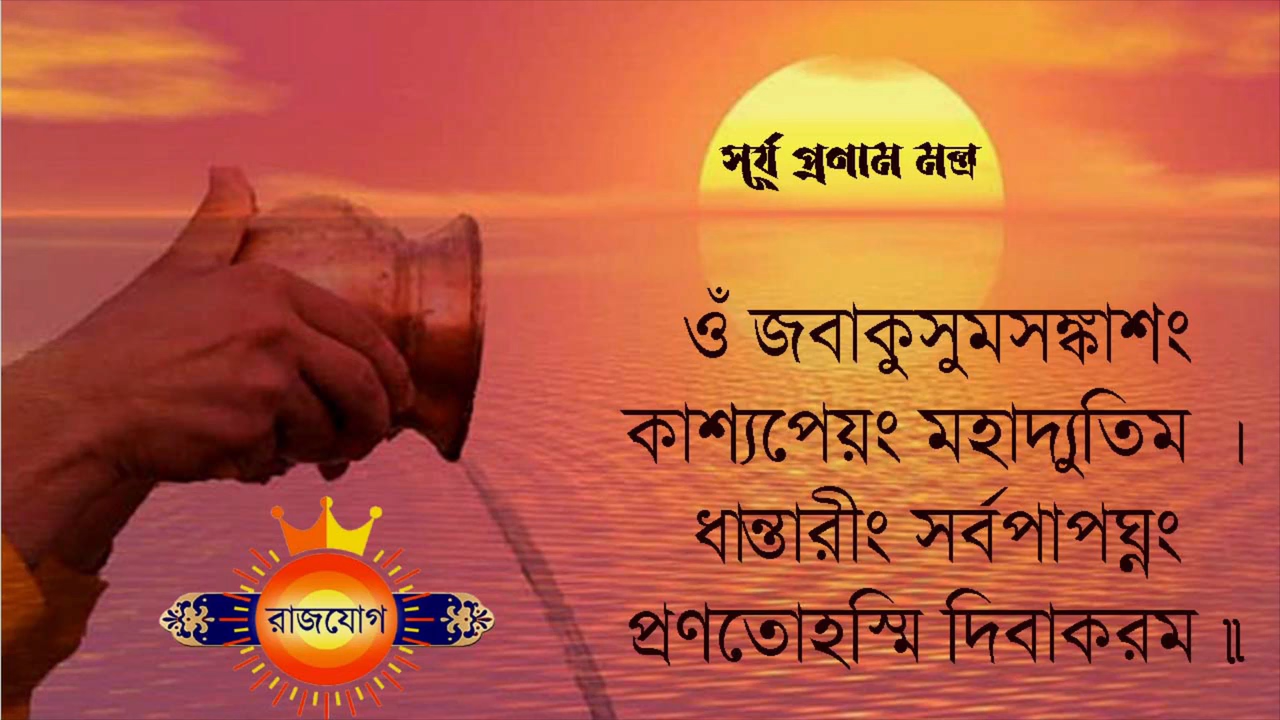 সূর্য প্রণাম মন্ত্র
ওঁ জবাকুসুমসঙ্কাশং
কাশ্যপেয়ং মহাদ্যুতিম ।
ধান্তারীং সর্বপাপঘ্নং
প্রণতোহস্মি দিবাকরম ॥
রাজযোগ